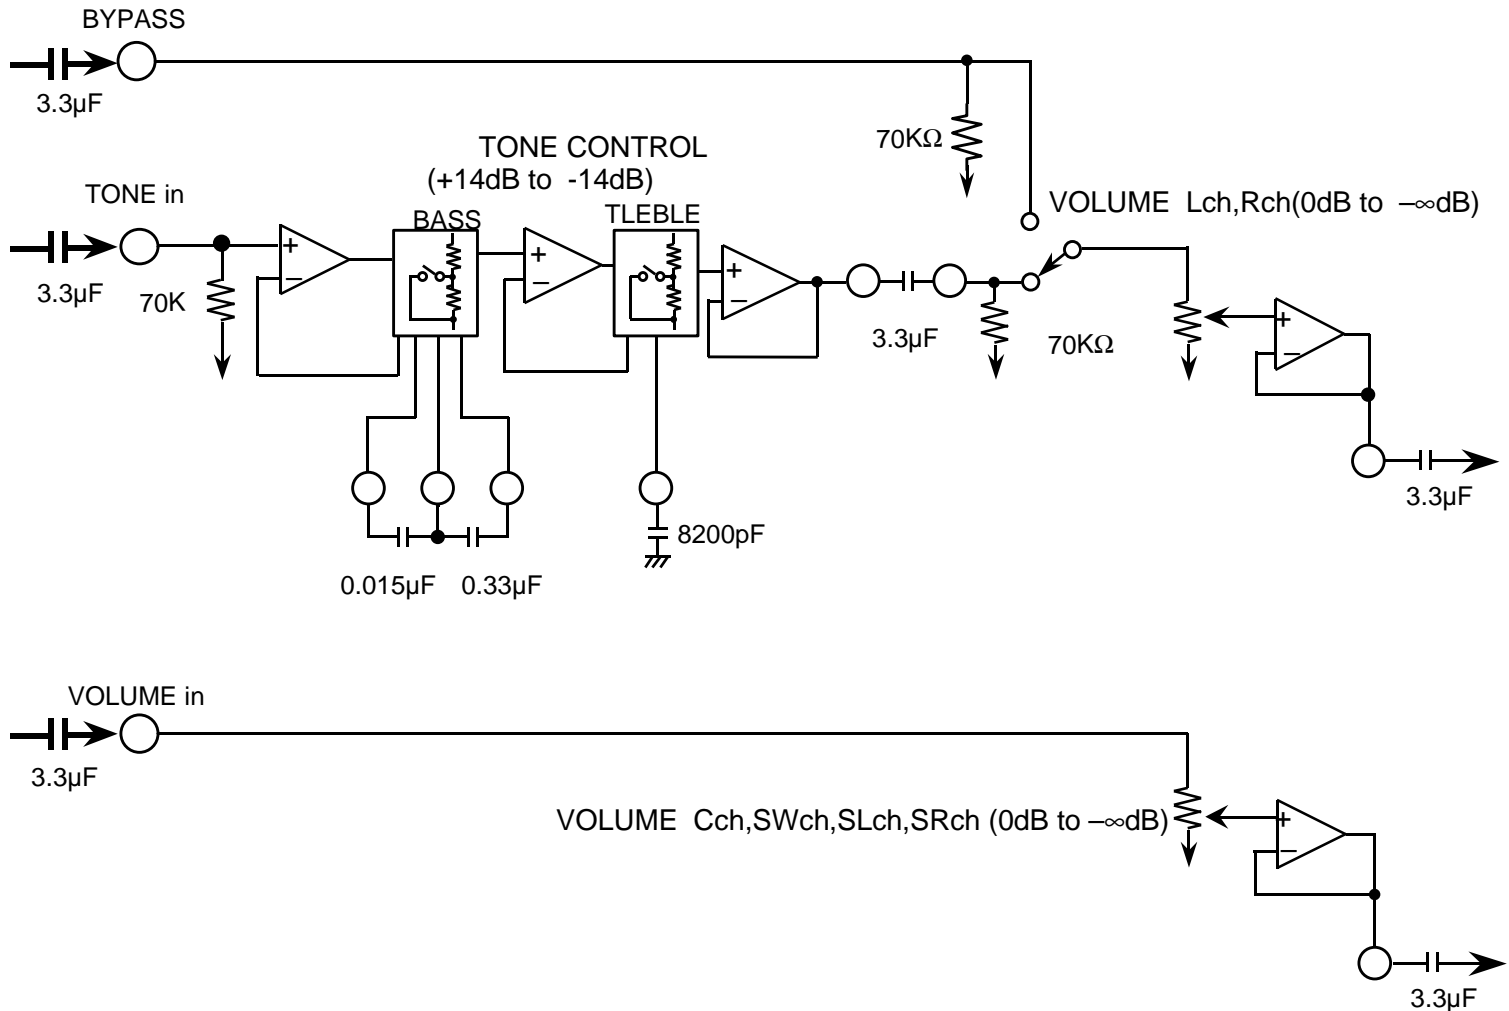 BYPASS
3.3µF
70KΩ
TONE CONTROL
(+14dB to -14dB)
TONE in
BASS
TLEBLE
VOLUME Lch,Rch(0dB to –∞dB)
+
−
+
−
+
−
3.3µF
70K
3.3µF
70KΩ
+
−
3.3µF
8200pF
0.015µF 0.33µF
VOLUME in
3.3µF
VOLUME Cch,SWch,SLch,SRch (0dB to –∞dB)
+
−
3.3µF